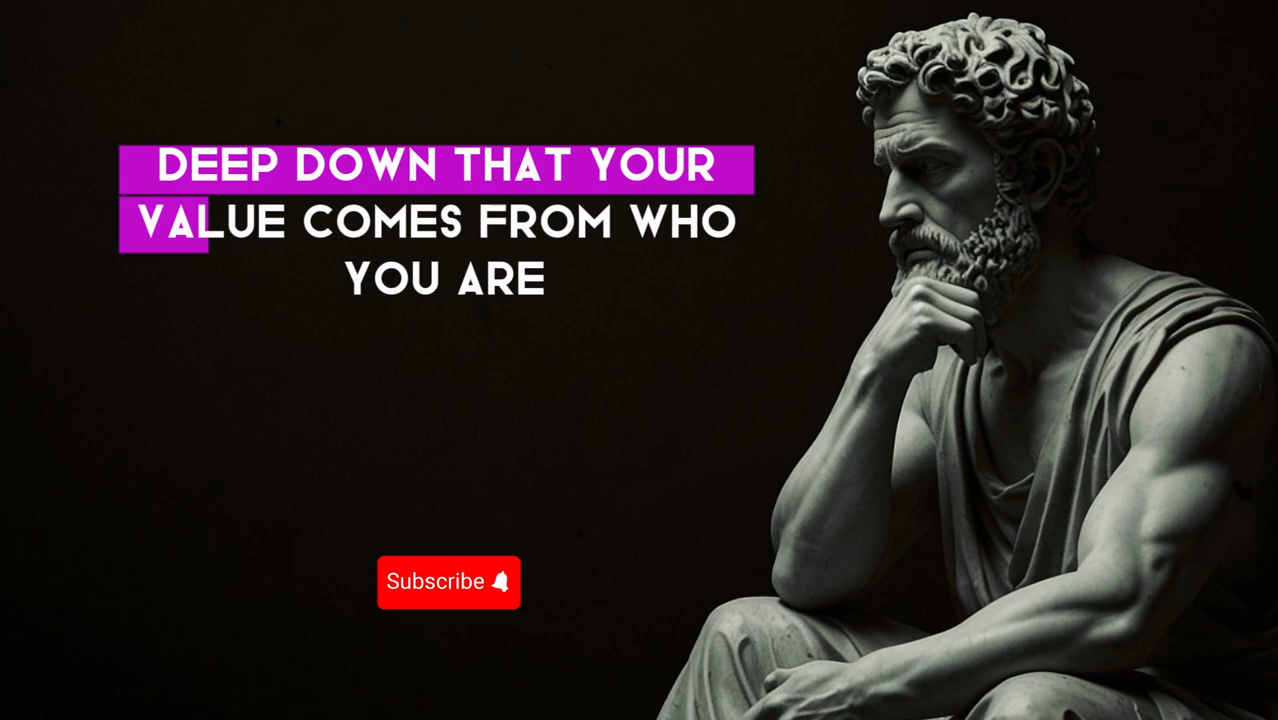 DEEP DOWN THAT YOUR
VALUE COMES FROM WHO
YOU ARE
Subscribe